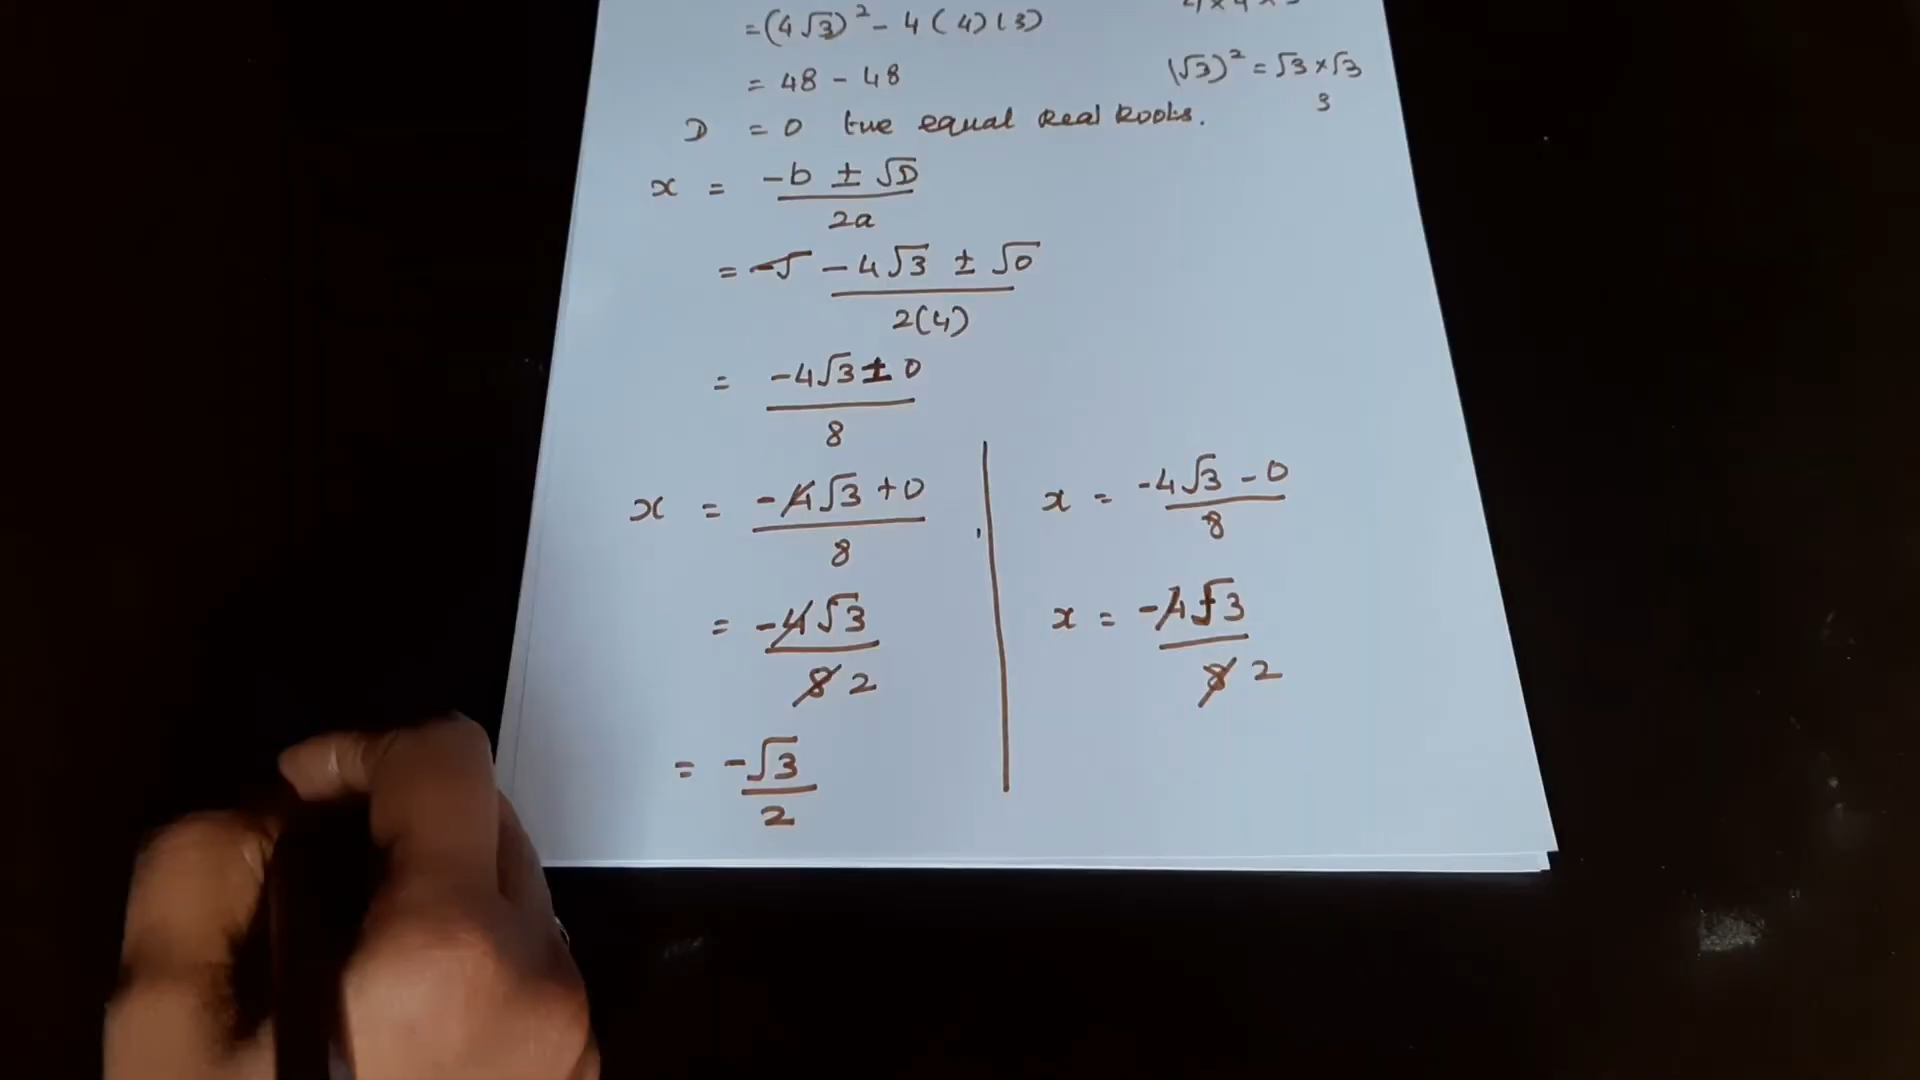 = (4√3)² - 4 (4) (3)
= 48 - 48
(√3)² = √3 × √3
3
D = 0 two equal Real Roots.
x = -b ± √D
2a
= -√ -4√3 ± √0
2(4)
= -4√3 ± 0
8
x = -4√3 + 0
8
= -4√3
8 2
= -√3
2
x = -4√3 - 0
8
x = -4√3
8 2